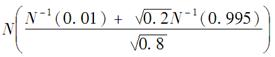 N( (N⁻¹(0.01) + √0.2 N⁻¹(0.995)) / √0.8 )